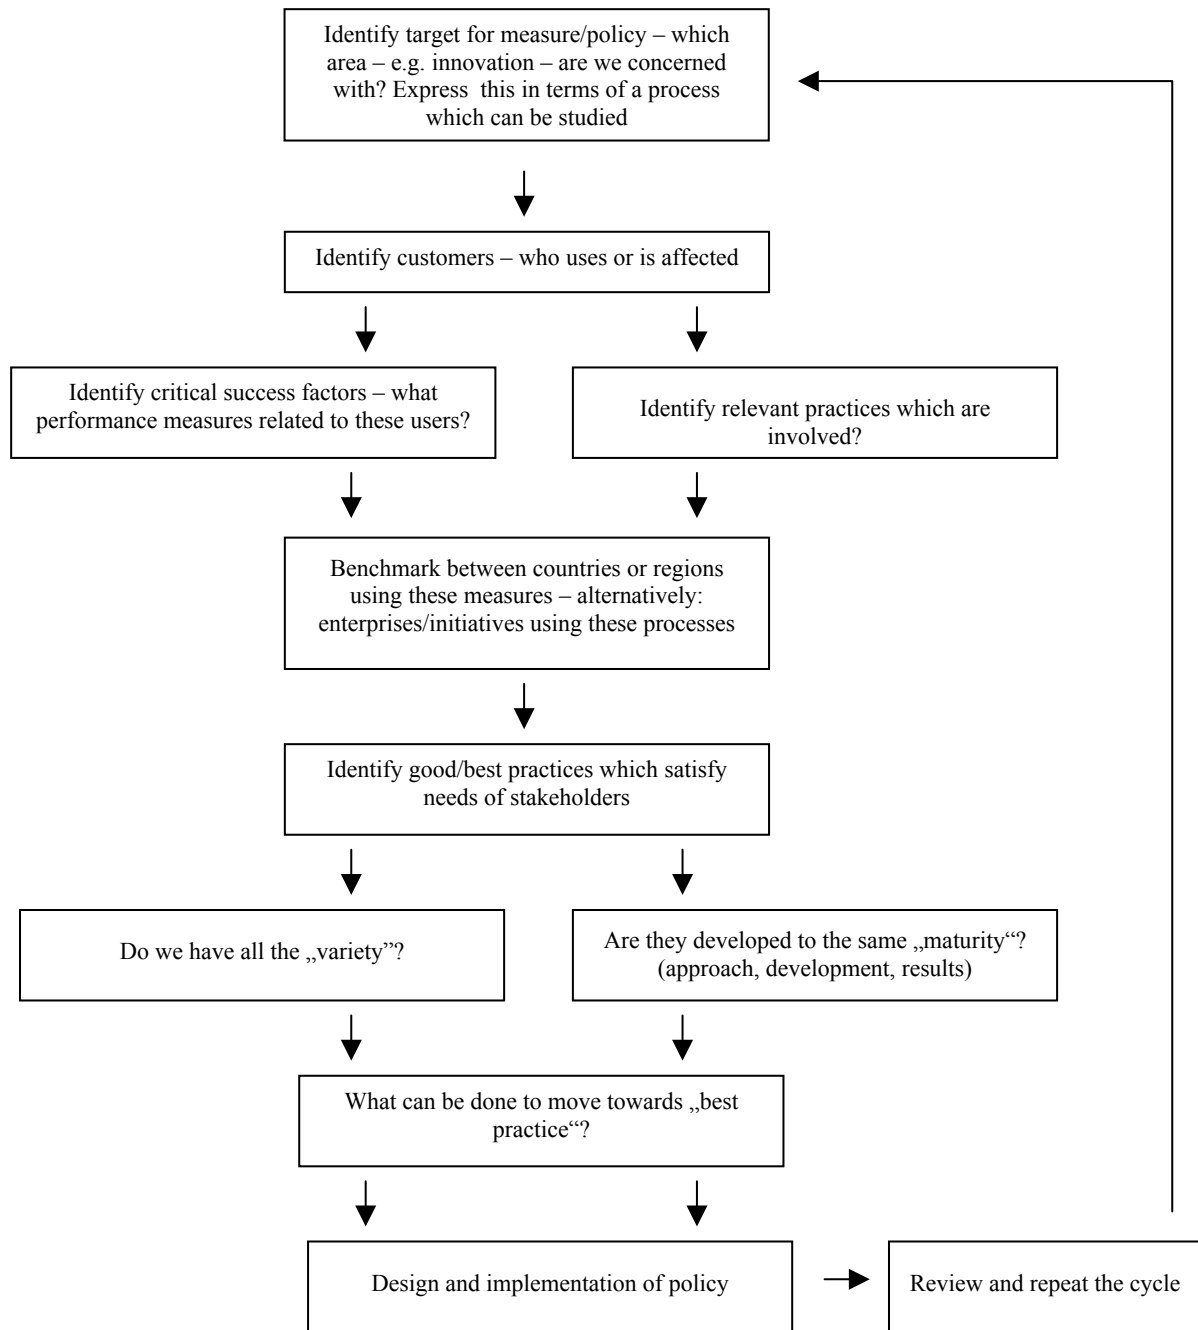 Identify target for measure/policy – which
area – e.g. innovation – are we concerned
with? Express  this in terms of a process
which can be studied
Identify customers – who uses or is affected
Identify critical success factors – what
performance measures related to these users?
Identify relevant practices which are
involved?
Benchmark between countries or regions
using these measures – alternatively:
enterprises/initiatives using these processes
Identify good/best practices which satisfy
needs of stakeholders
Do we have all the „variety”?
Are they developed to the same „maturity“?
(approach, development, results)
What can be done to move towards „best
practice“?
Design and implementation of policy
Review and repeat the cycle